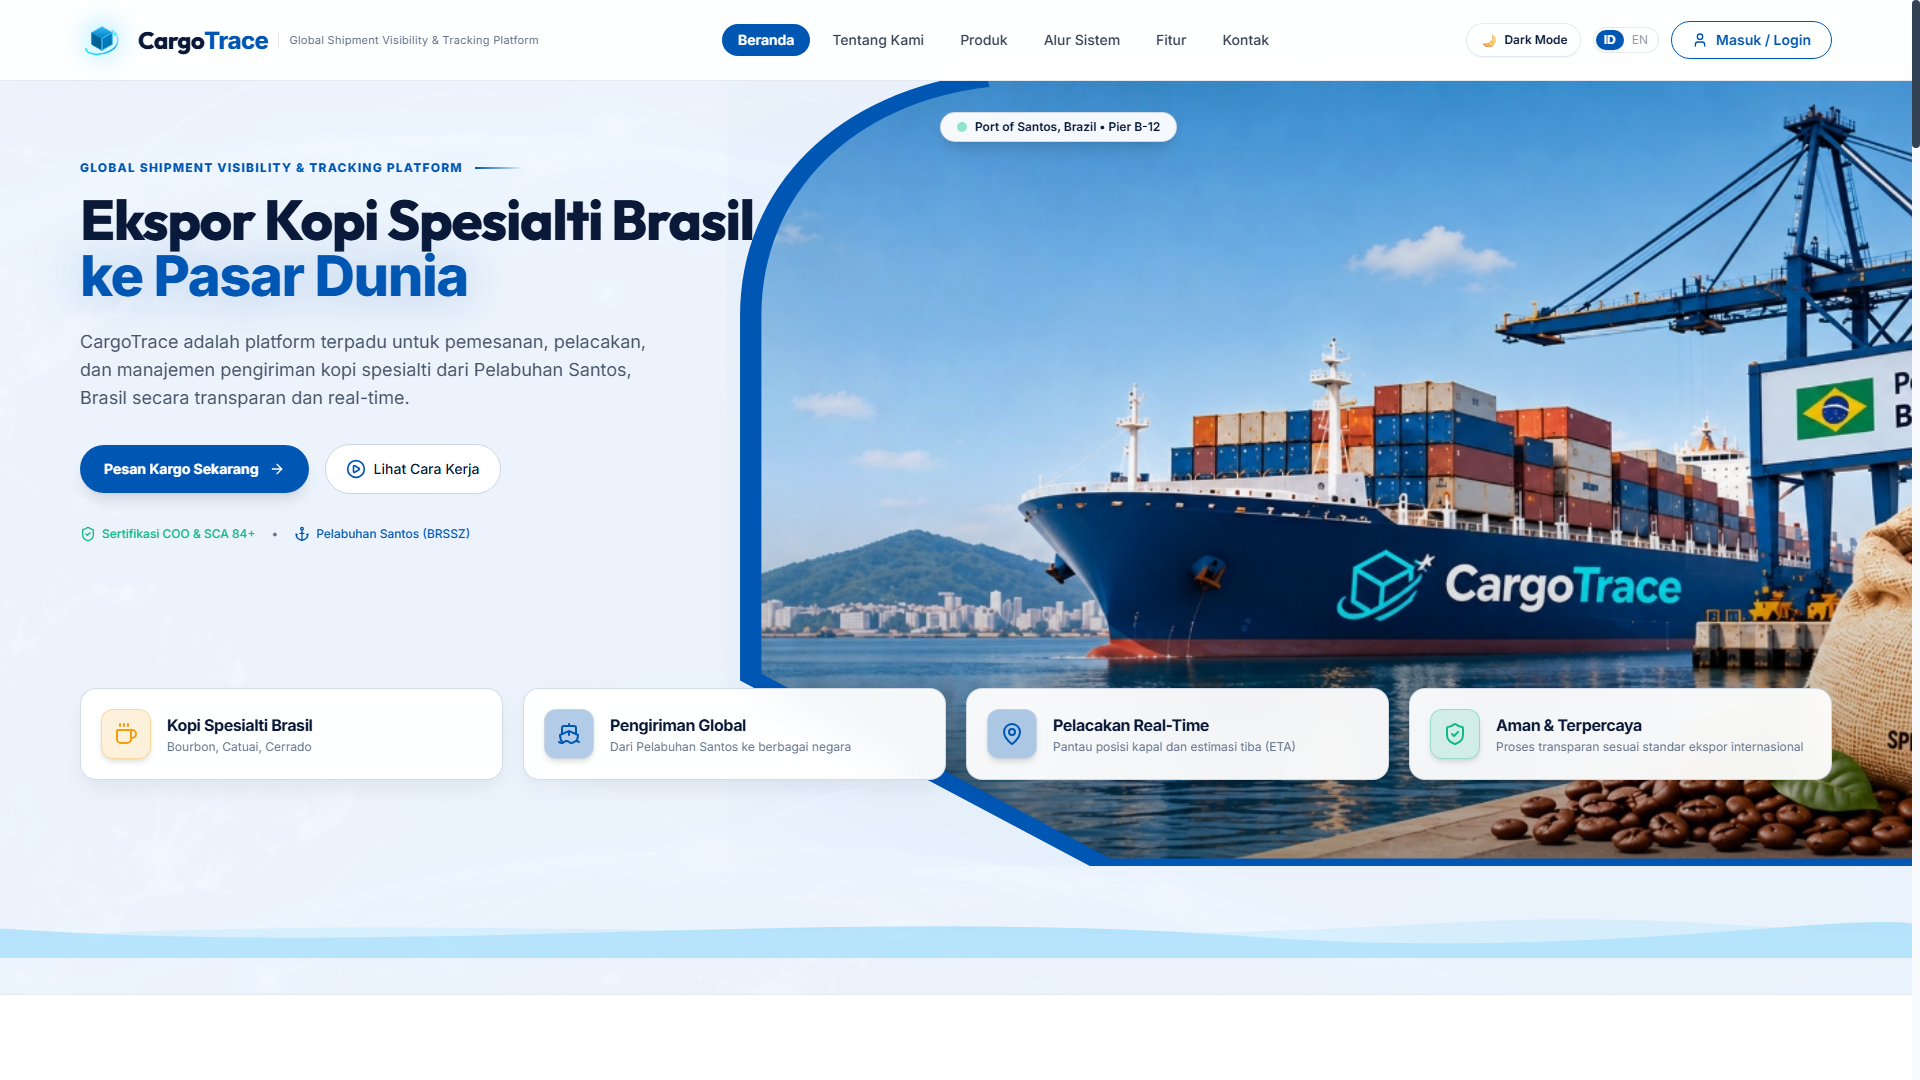 CargoTrace
Global Shipment Visibility & Tracking Platform
Beranda
Tentang Kami
Produk
Alur Sistem
Fitur
Kontak
Dark Mode
ID
EN
Masuk / Login
Port of Santos, Brazil • Pier B-12
GLOBAL SHIPMENT VISIBILITY & TRACKING PLATFORM
Ekspor Kopi Spesialti Brasil
ke Pasar Dunia
CargoTrace adalah platform terpadu untuk pemesanan, pelacakan,
dan manajemen pengiriman kopi spesialti dari Pelabuhan Santos,
Brasil secara transparan dan real-time.
Pesan Kargo Sekarang
Lihat Cara Kerja
Sertifikasi COO & SCA 84+
•
Pelabuhan Santos (BRSSZ)
CargoTrace
Kopi Spesialti Brasil
Bourbon, Catuai, Cerrado
Pengiriman Global
Dari Pelabuhan Santos ke berbagai negara
Pelacakan Real-Time
Pantau posisi kapal dan estimasi tiba (ETA)
Aman & Terpercaya
Proses transparan sesuai standar ekspor internasional